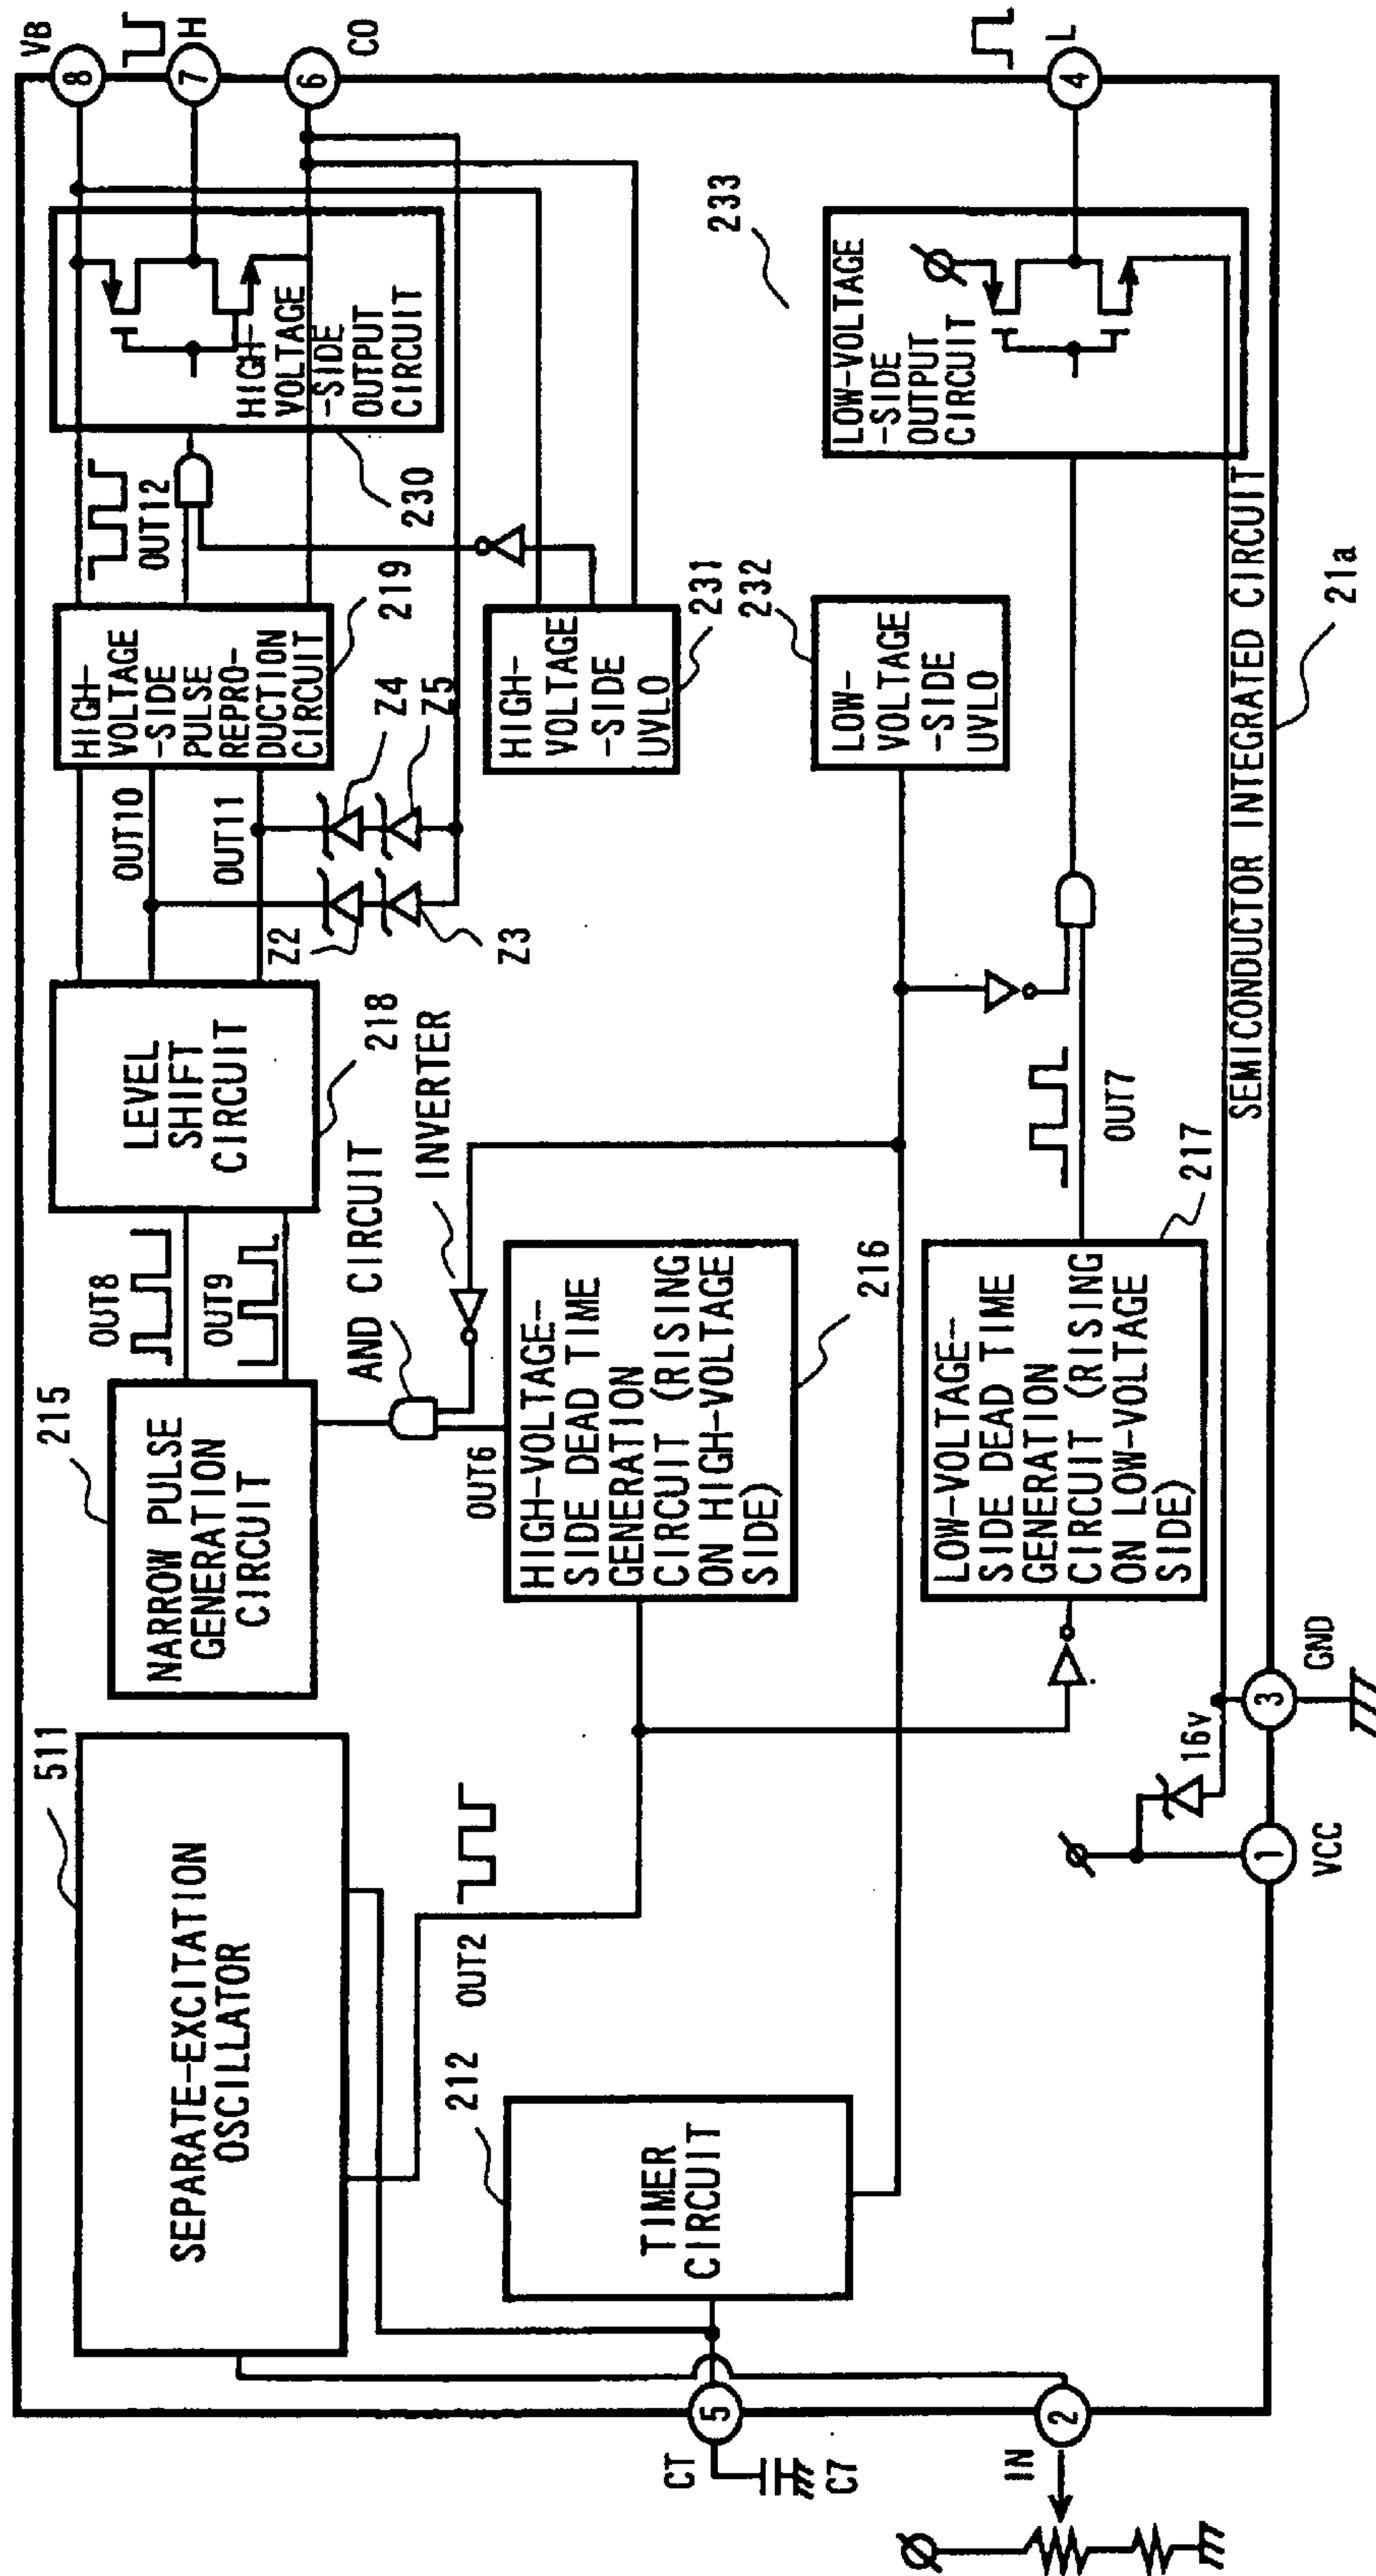 511
SEPARATE-EXCITATION
OSCILLATOR
215
NARROW PULSE
GENERATION
CIRCUIT
OUT8
OUT9
LEVEL
SHIFT
CIRCUIT
218
OUT10
OUT11
HIGH-
VOLTAGE
-SIDE
PULSE
REPRO-
DUCTION
CIRCUIT
219
OUT12
HIGH-
VOLTAGE
-SIDE
OUTPUT
CIRCUIT
230
VB
8
7
H
6
CO
Z2
Z3
Z4
Z5
AND CIRCUIT
INVERTER
OUT2
OUT6
212
TIMER
CIRCUIT
HIGH-VOLTAGE-
SIDE DEAD TIME
GENERATION
CIRCUIT (RISING
ON HIGH-VOLTAGE
SIDE)
216
HIGH-
VOLTAGE
-SIDE
UVLO
231
232
LOW-
VOLTAGE
-SIDE
UVLO
233
LOW-VOLTAGE
-SIDE
OUTPUT
CIRCUIT
4
L
5
CT
C7
2
IN
LOW-VOLTAGE-
SIDE DEAD TIME
GENERATION
CIRCUIT (RISING
ON LOW-VOLTAGE
SIDE)
217
OUT7
16v
1
VCC
3
GND
SEMICONDUCTOR INTEGRATED CIRCUIT
21a